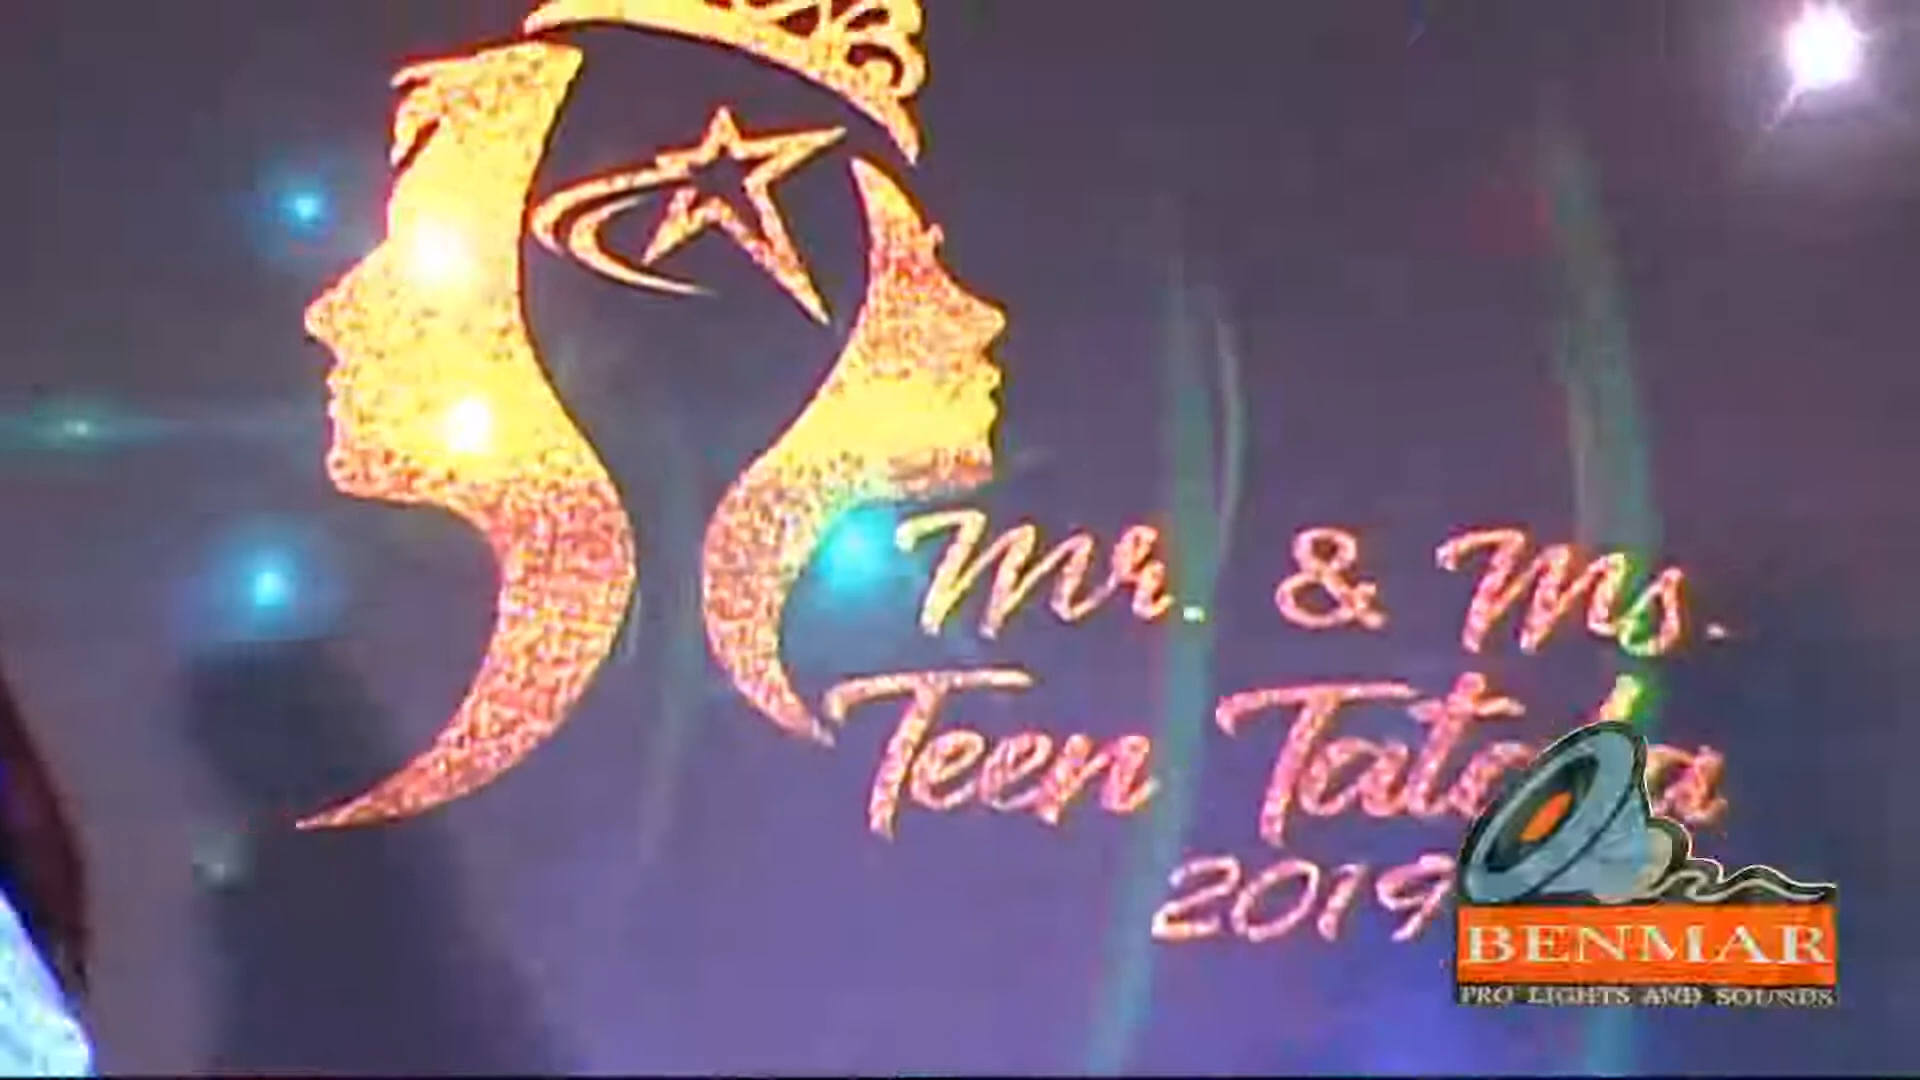 Mr. & Ms.
Teen
2019
BENMAR
PRO LIGHTS AND SOUNDS